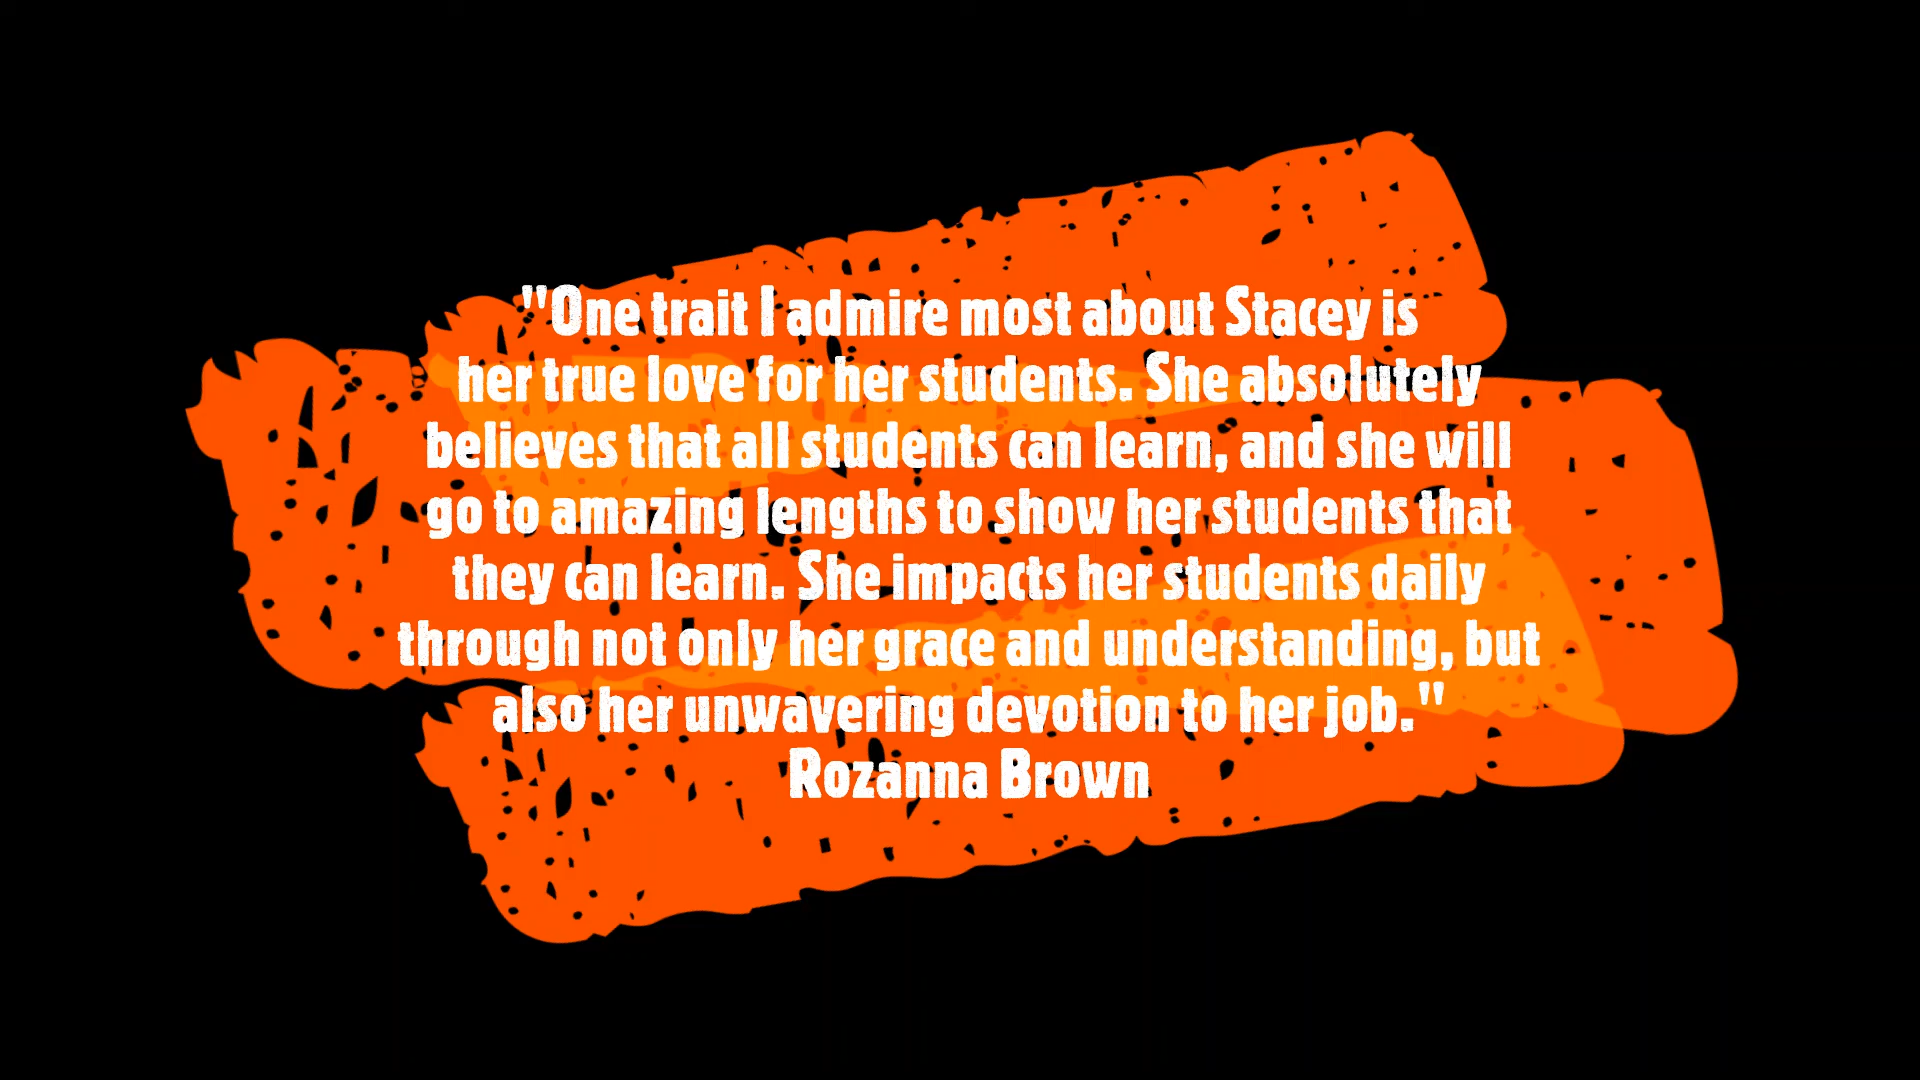 "One trait I admire most about Stacey is
her true love for her students. She absolutely
believes that all students can learn, and she will
go to amazing lengths to show her students that
they can learn. She impacts her students daily
through not only her grace and understanding, but
also her unwavering devotion to her job."
Rozanna Brown